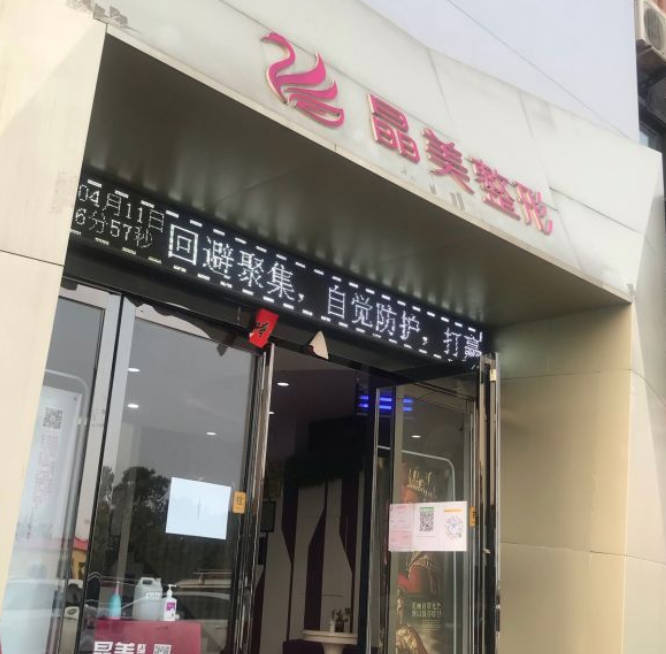 晶美整形
04月11日
6分57秒
回避聚集，自觉防护，打赢
晶美